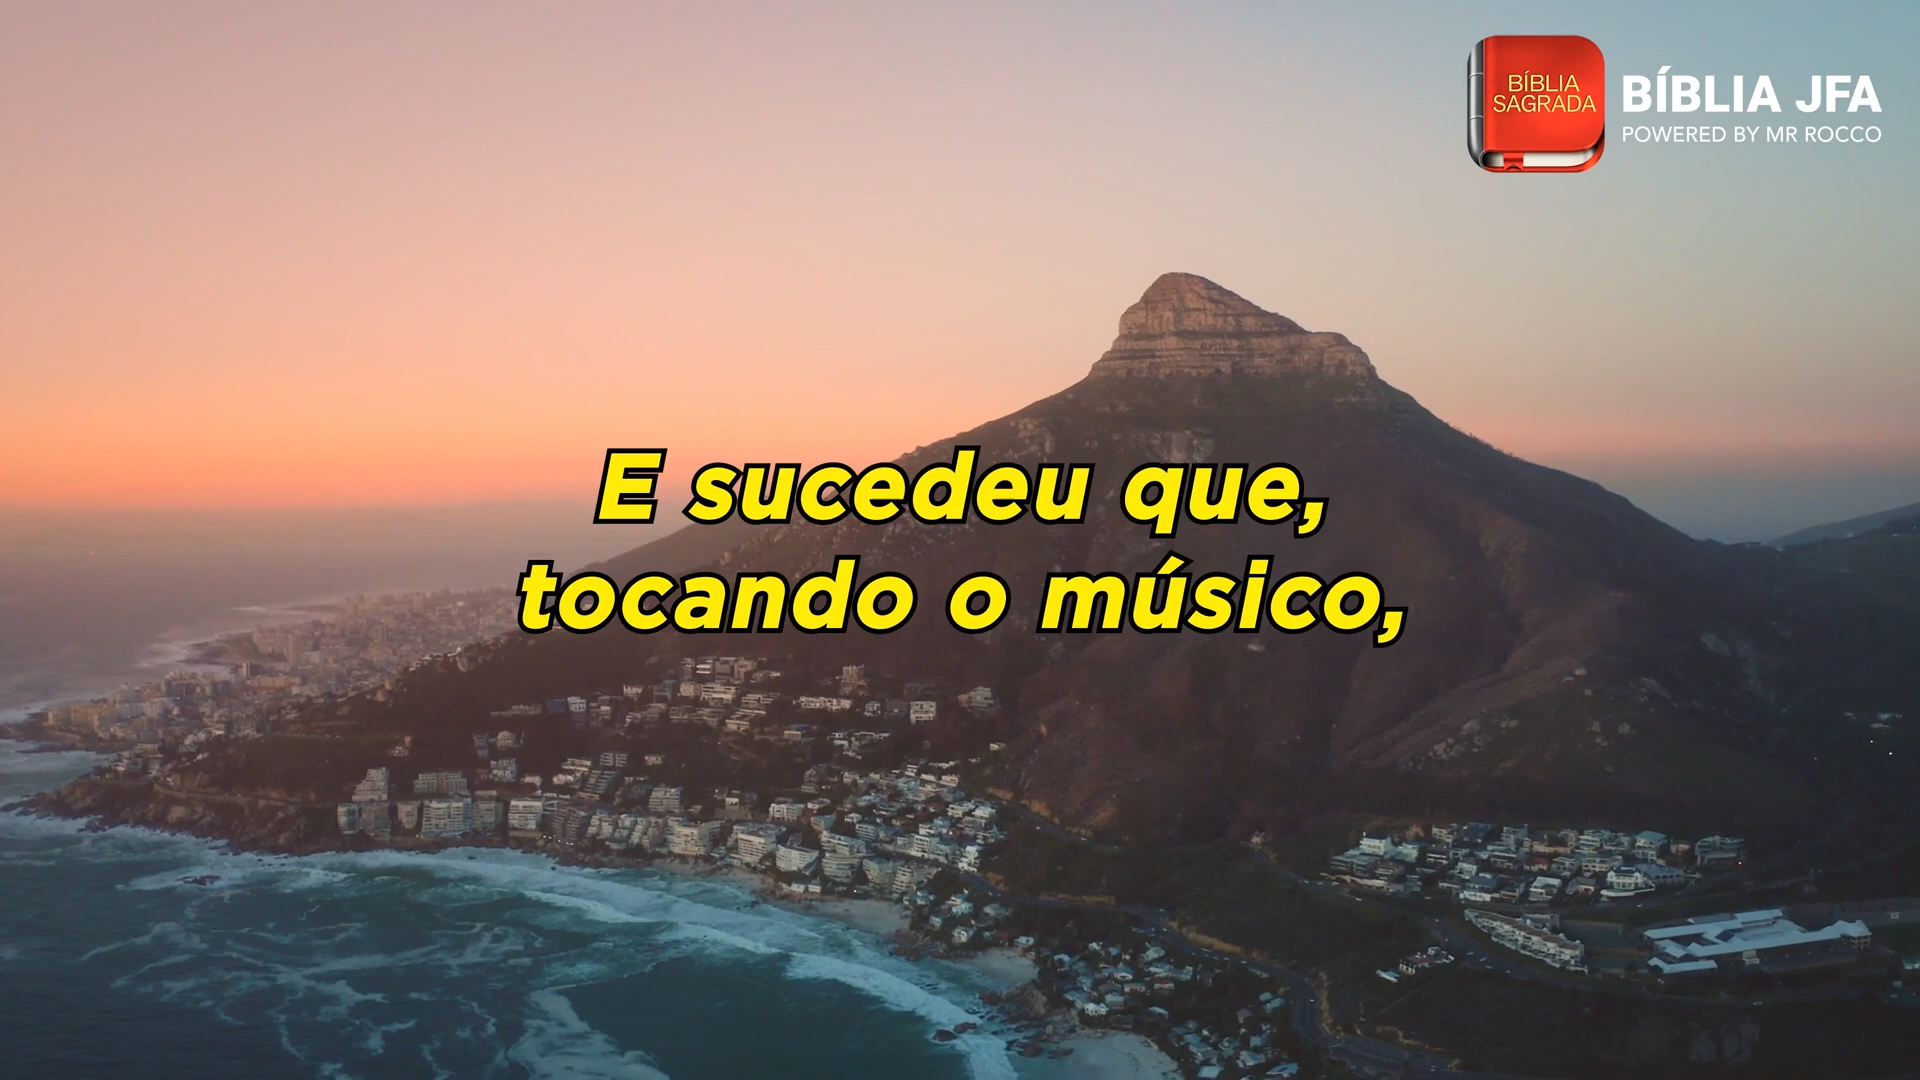 BÍBLIA
SAGRADA
BÍBLIA JFA
POWERED BY MR ROCCO
E sucedeu que,
tocando o músico,